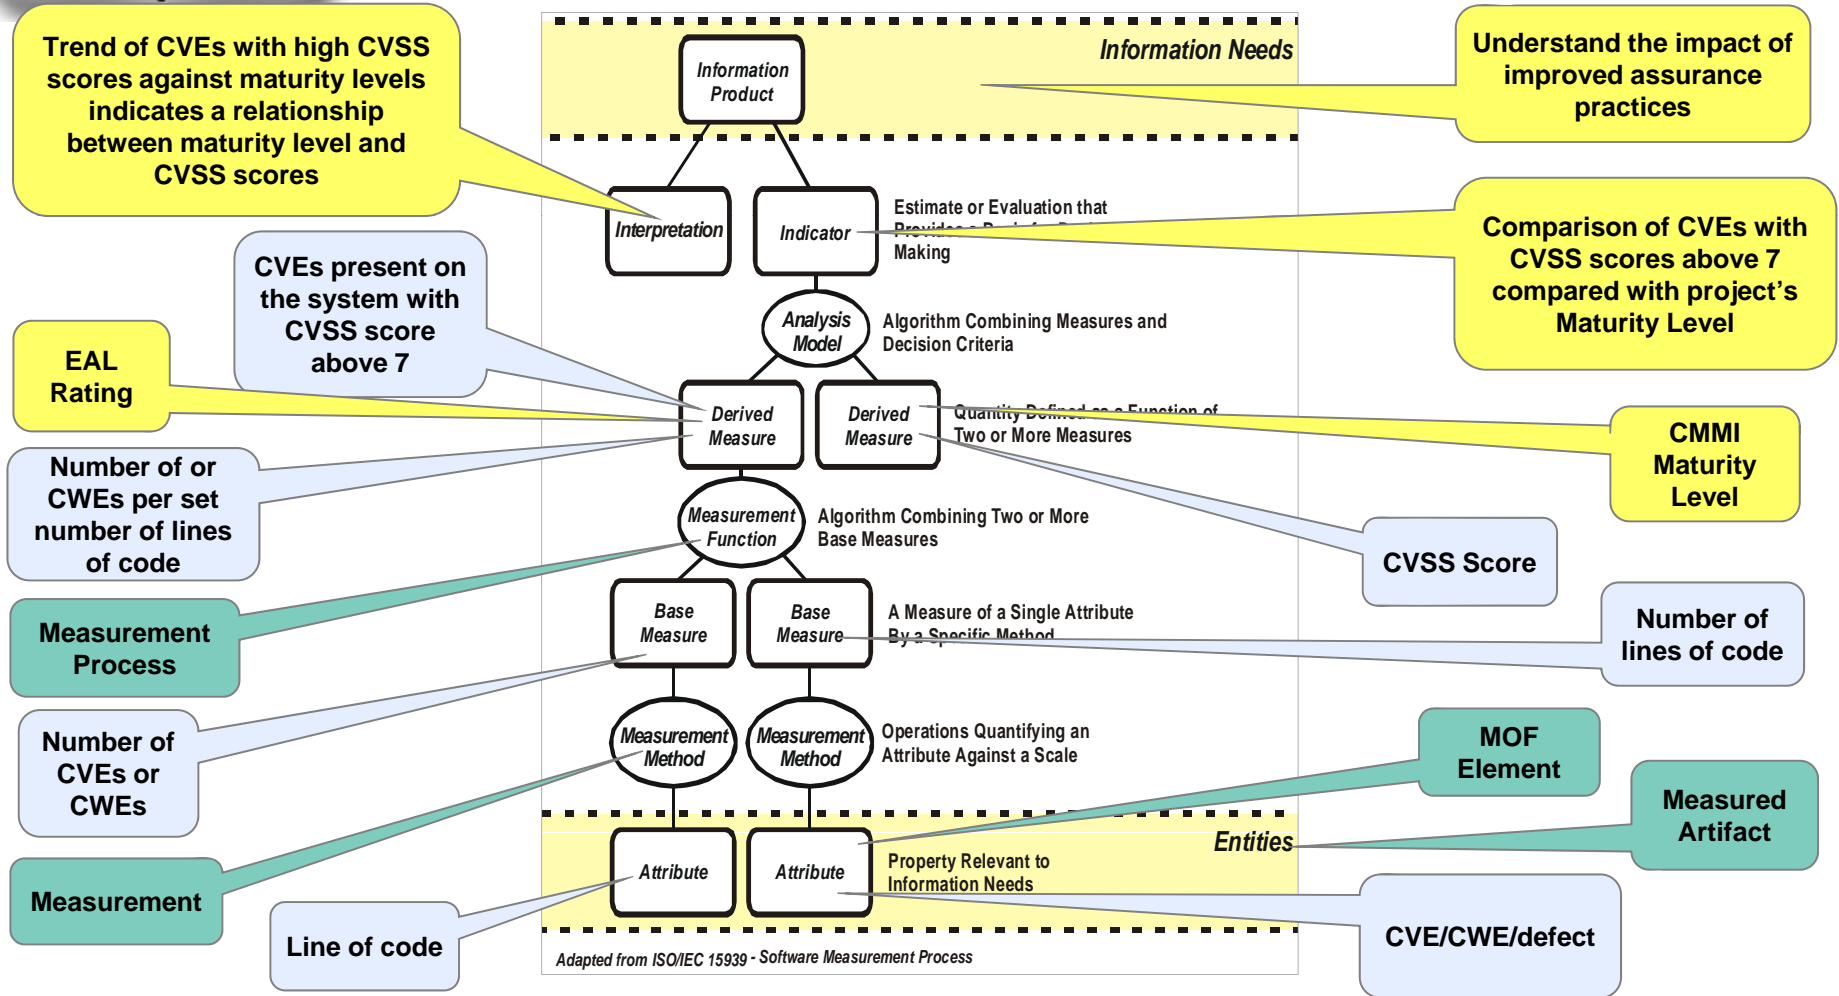 Trend of CVEs with high CVSS
scores against maturity levels
indicates a relationship
between maturity level and
CVSS scores
Information Needs
Information
Product
Understand the impact of
improved assurance
practices
Interpretation
Indicator
Estimate or Evaluation that
Making
Comparison of CVEs with
CVSS scores above 7
compared with project's
Maturity Level
CVEs present on
the system with
CVSS score
above 7
Analysis
Model
Algorithm Combining Measures and
Decision Criteria
EAL
Rating
Derived
Measure
Derived
Measure
Quantity Defined as a Function of
Two or More Measures
CMMI
Maturity
Level
Number of or
CWEs per set
number of lines
of code
Measurement
Function
Algorithm Combining Two or More
Base Measures
CVSS Score
Measurement
Process
Base
Measure
Base
Measure
A Measure of a Single Attribute
By a Specific Method
Number of
lines of code
Number of
CVEs or
CWEs
Measurement
Method
Measurement
Method
Operations Quantifying an
Attribute Against a Scale
MOF
Element
Measured
Artifact
Entities
Measurement
Attribute
Attribute
Property Relevant to
Information Needs
Line of code
CVE/CWE/defect
Adapted from ISO/IEC 15939 - Software Measurement Process